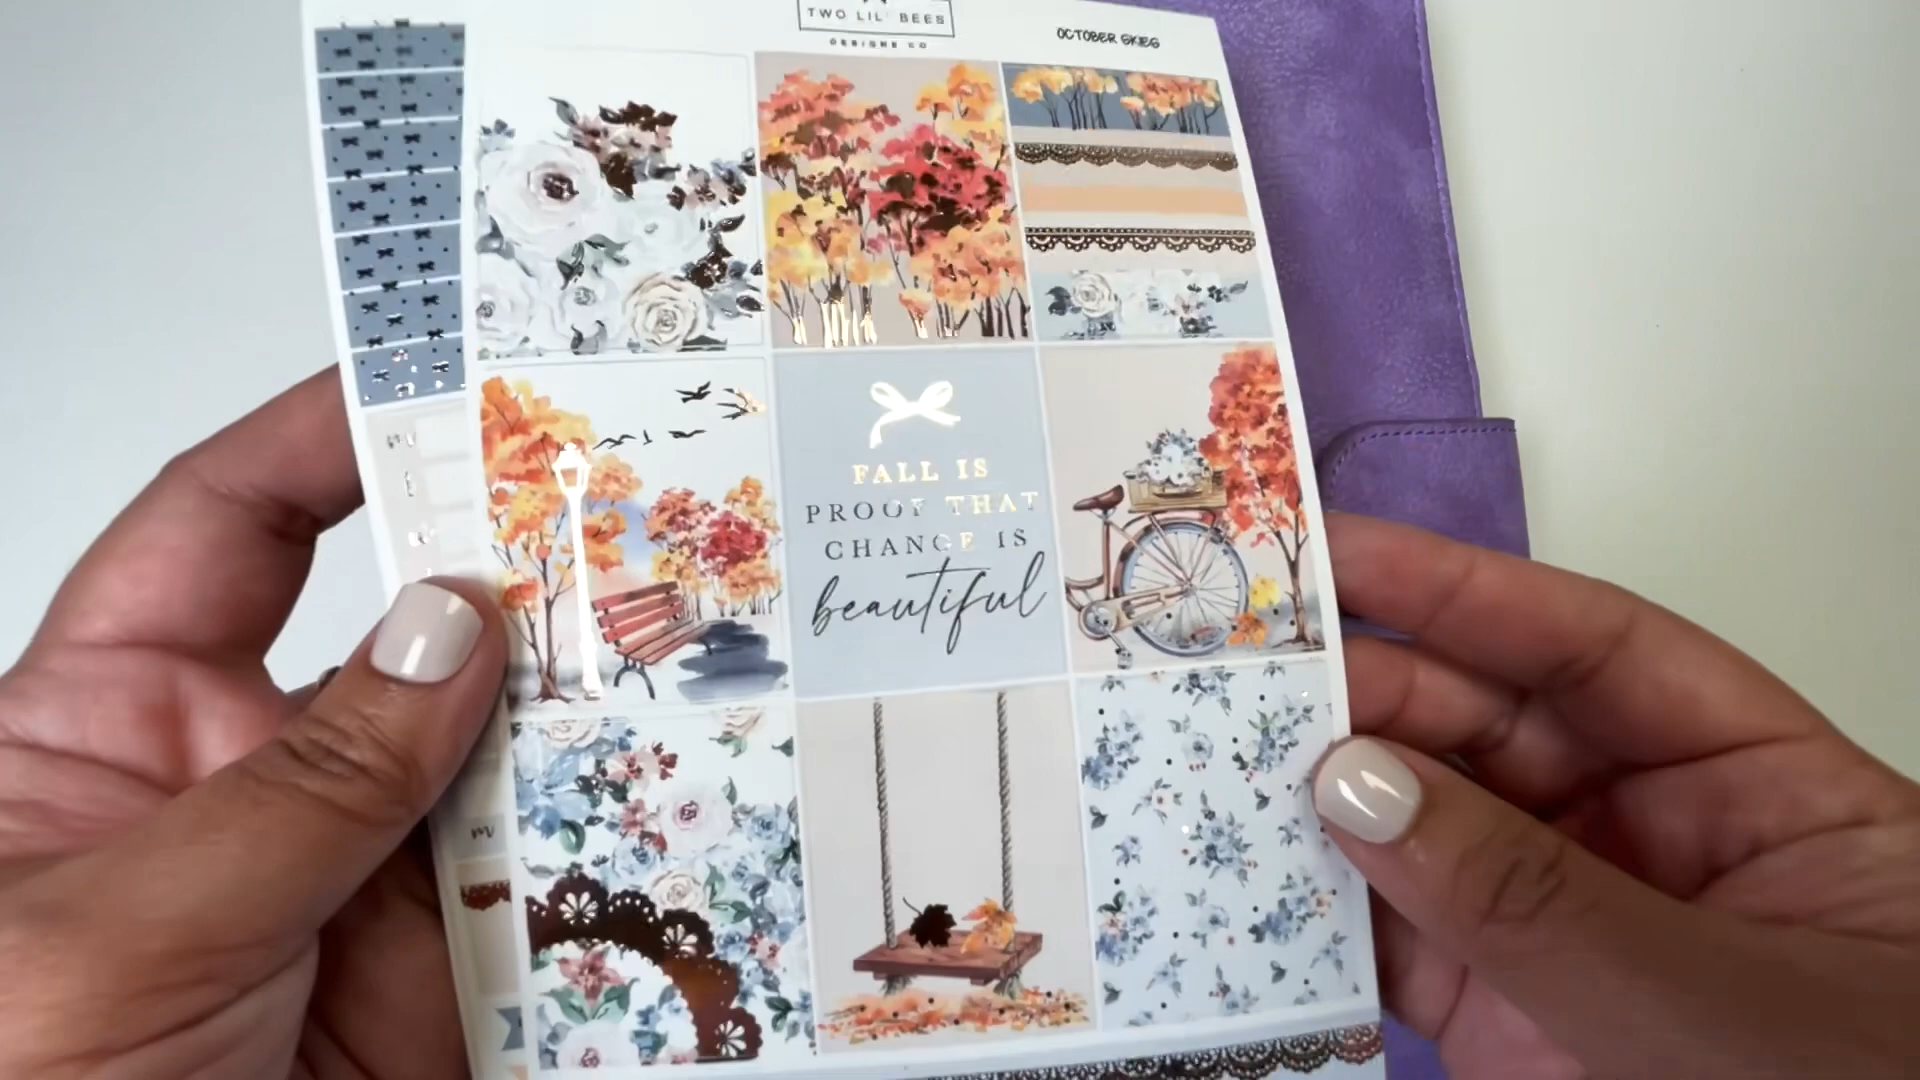 TWO LIL' BEES
DESIGNS CO
OCTOBER SKIES
FALL IS
PROOF THAT
CHANGE IS
beautiful